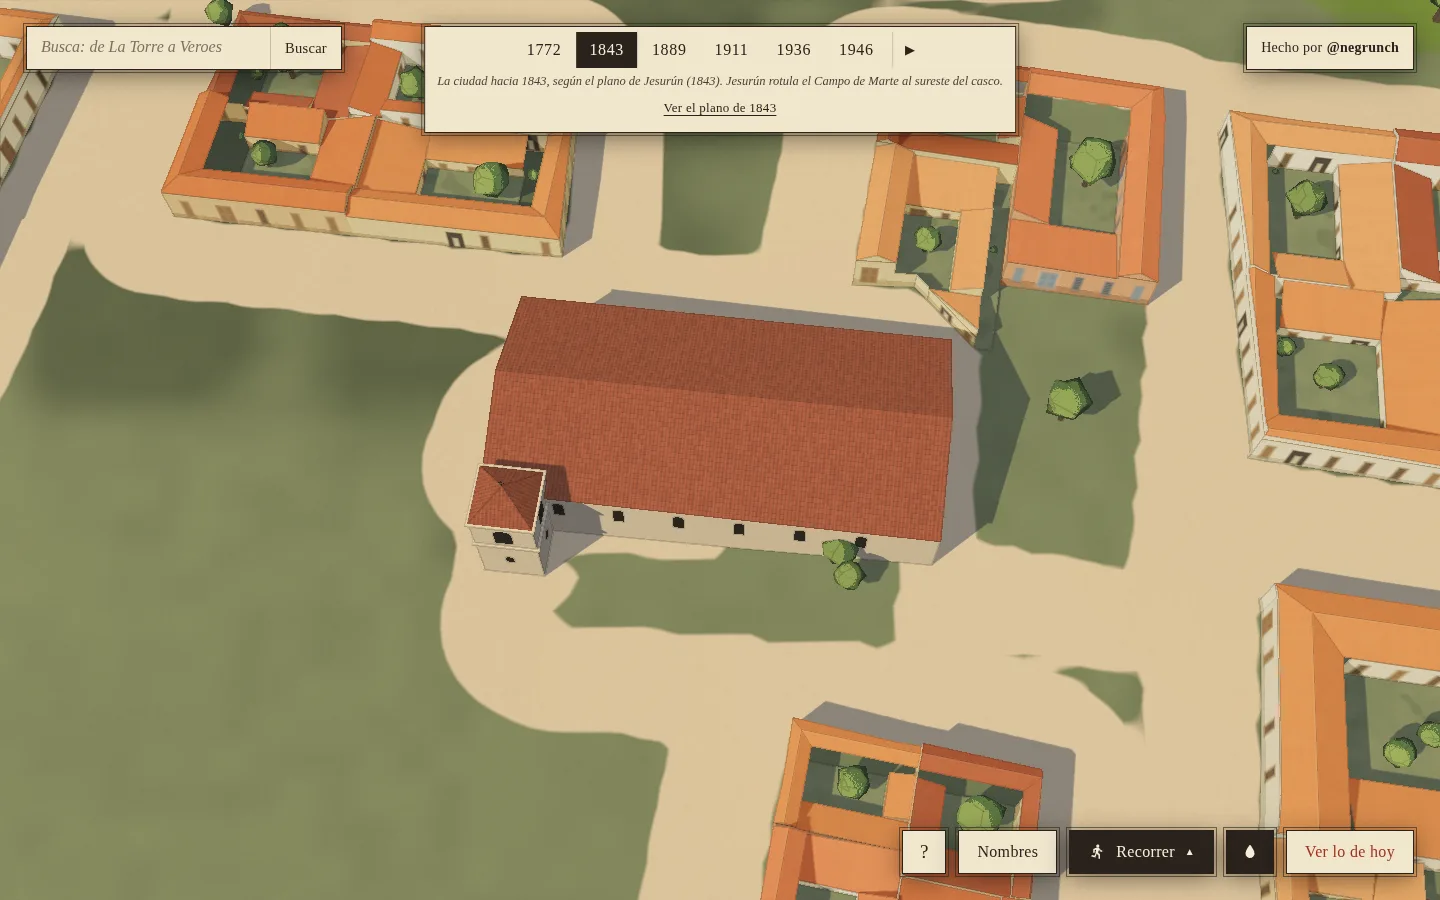 Busca: de La Torre a Veroes
Buscar
1772 1843 1889 1911 1936 1946 ▶
La ciudad hacia 1843, según el plano de Jesurún (1843). Jesurún rotula el Campo de Marte al sureste del casco.
Ver el plano de 1843
Hecho por @negrunch
?
Nombres
Recorrer ▲
Ver lo de hoy